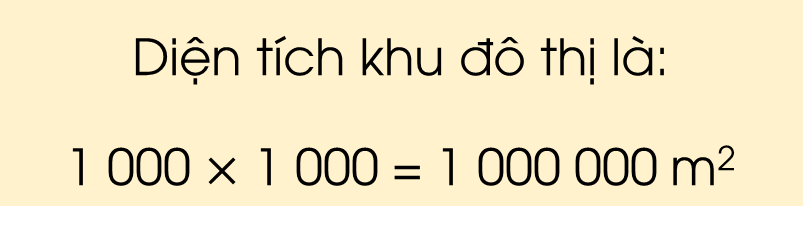 Diện tích khu đô thị là:
1 000 × 1 000 = 1 000 000 m²